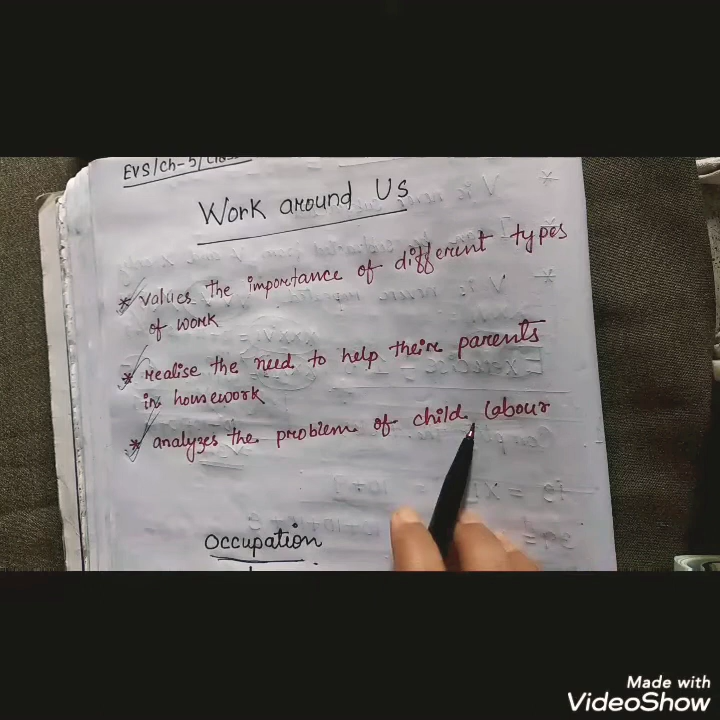 EVS/Ch-5/
Work around Us
* values the importance of different types
of work
* realise the need to help their parents
in housework
* analyzes the problem of child labour
Occupation
Made with
VideoShow